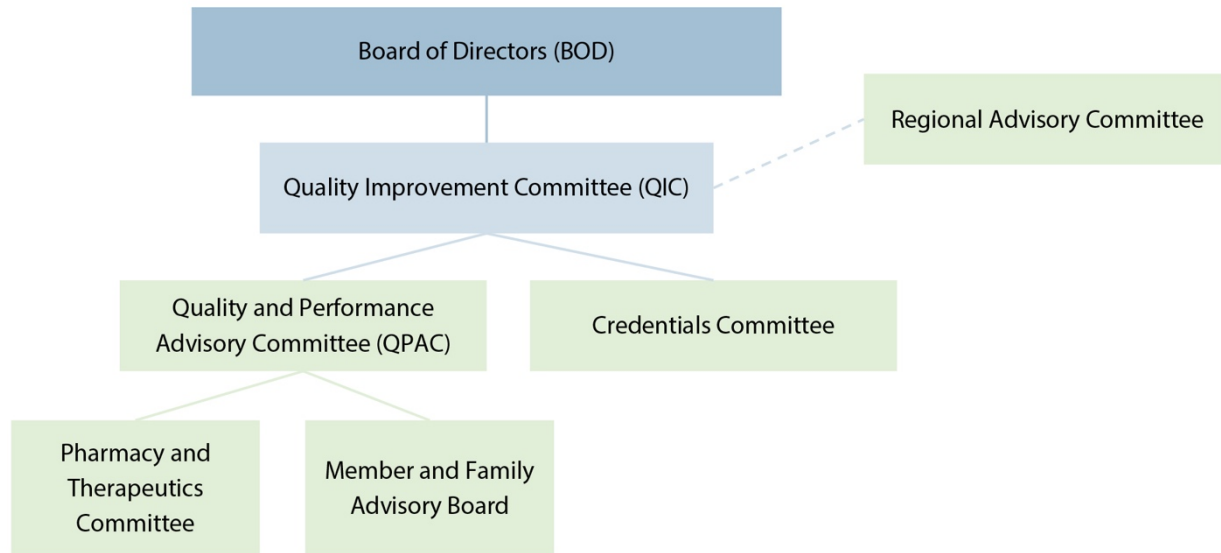 Board of Directors (BOD)
Regional Advisory Committee
Quality Improvement Committee (QIC)
Quality and Performance
Advisory Committee (QPAC)
Credentials Committee
Pharmacy and
Therapeutics
Committee
Member and Family
Advisory Board